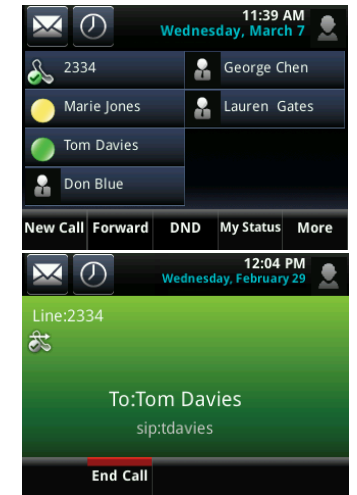 11:39 AM
Wednesday, March 7
2334
George Chen
Marie Jones
Lauren Gates
Tom Davies
Don Blue
New Call Forward DND My Status More
12:04 PM
Wednesday, February 29
Line:2334
To:Tom Davies
sip:tdavies
End Call